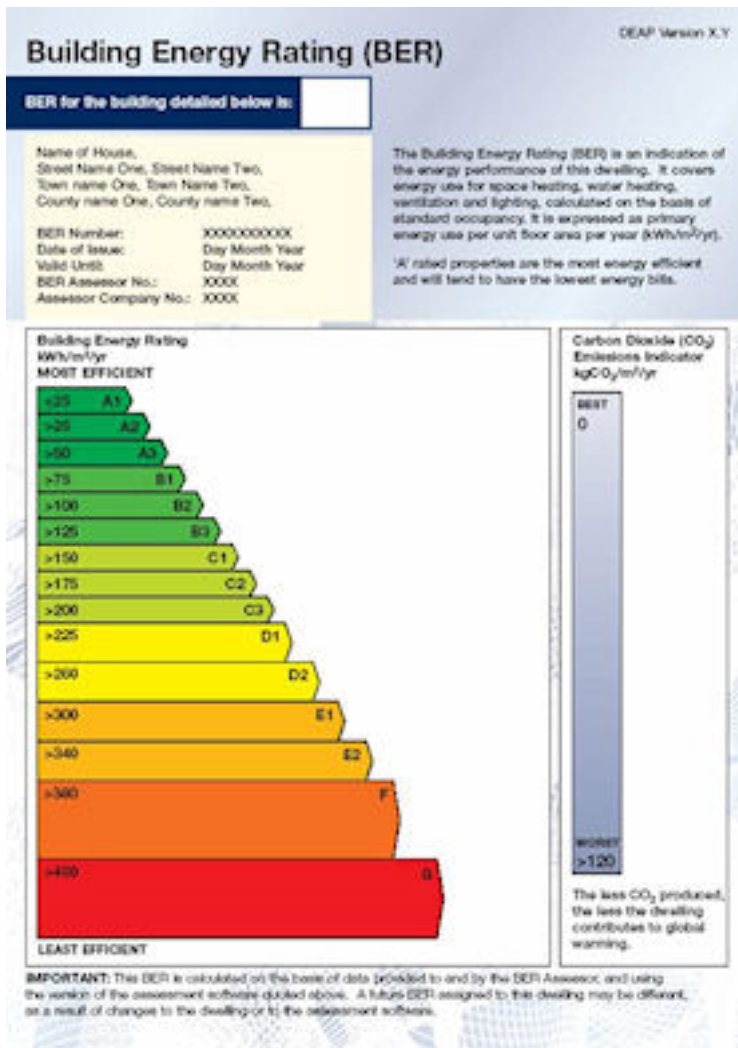 DEAP Version X.Y
Building Energy Rating (BER)
BER for the building detailed below is:
Name of House,
Street Name One, Street Name Two,
Town name One, Town Name Two,
County name One, County name Two,
BER Number: XXXXXXXXXX
Date of Issue: Day Month Year
Valid Until: Day Month Year
BER Assessor No.: XXXX
Assessor Company No.: XXXX
The Building Energy Rating (BER) is an indication of
the energy performance of this dwelling. It covers
energy use for space heating, water heating,
ventilation and lighting, calculated on the basis of
standard occupancy. It is expressed as primary
energy use per unit floor area per year (kWh/m²/yr).
'A' rated properties are the most energy efficient
and will tend to have the lowest energy bills.
Building Energy Rating
kWh/m²/yr
MOST EFFICIENT
<25 A1
>25 A2
>50 A3
>75 B1
>100 B2
>125 B3
>150 C1
>175 C2
>200 C3
>225 D1
>260 D2
>300 E1
>340 E2
>380 F
>450 G
LEAST EFFICIENT
Carbon Dioxide (CO₂)
Emissions Indicator
kgCO₂/m²/yr
BEST
0
WORST
>120
The less CO₂ produced,
the less the dwelling
contributes to global
warming.
IMPORTANT: This BER is calculated on the basis of data provided to and by the BER Assessor, and using
the version of the assessment software quoted above. A future BER assigned to this dwelling may be different,
as a result of changes to the dwelling or to the assessment software.